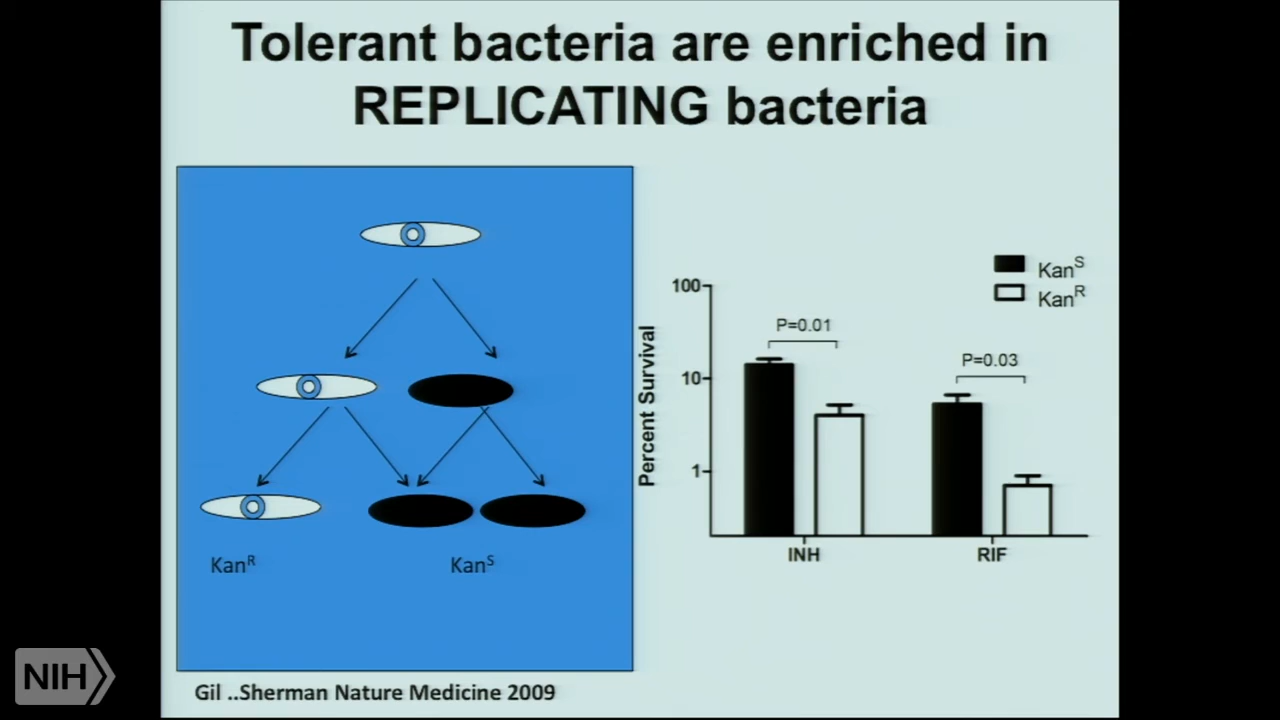 Tolerant bacteria are enriched in
REPLICATING bacteria
Kan^R
Kan^S
Gil ..Sherman Nature Medicine 2009
Kan^S
Kan^R
Percent Survival
100
10
1
P=0.01
P=0.03
INH
RIF
NIH